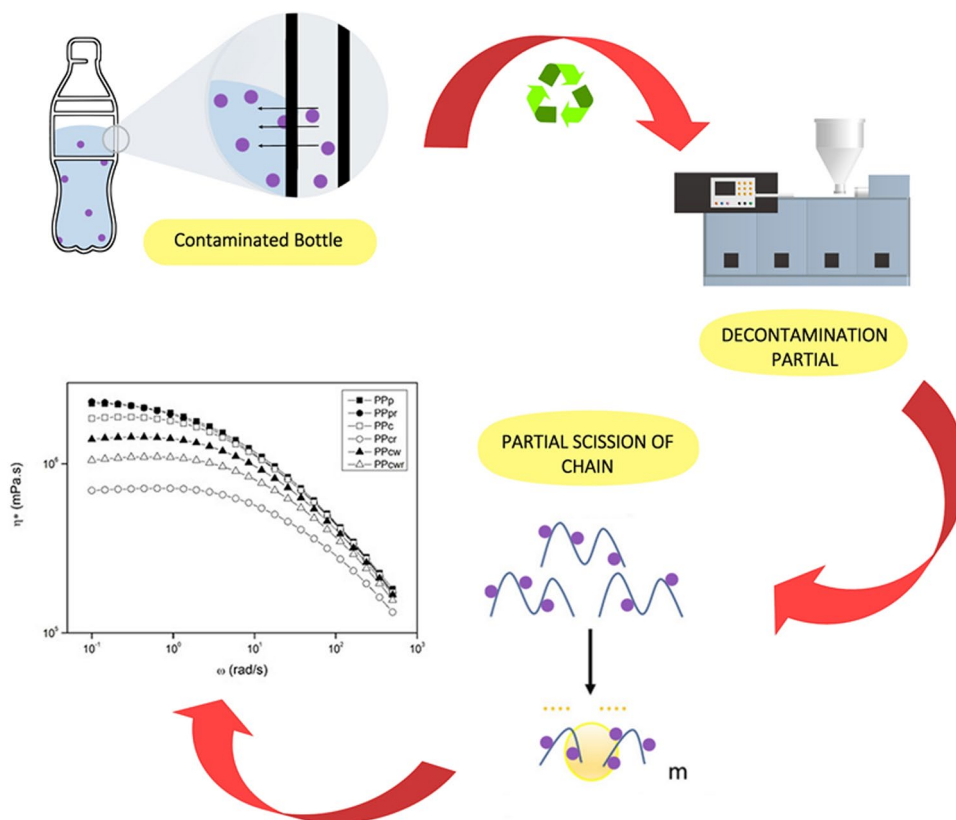 Contaminated Bottle
DECONTAMINATION
PARTIAL
PARTIAL SCISSION OF
CHAIN
m
η* (mPa.s)
10⁶
10⁵
PPp
PPpr
PPc
PPcr
PPcw
PPcwr
10⁻¹ 10⁰ 10¹ 10² 10³
ω (rad/s)